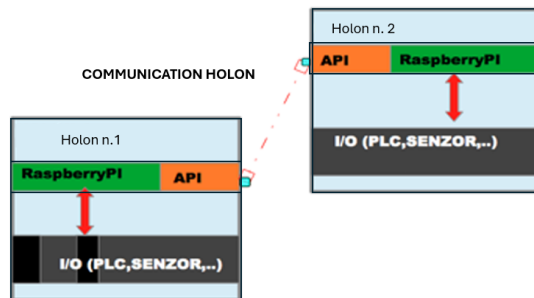 Holon n. 2
API RaspberryPI
COMMUNICATION HOLON
I/O (PLC,SENZOR,..)
Holon n.1
RaspberryPI API
I/O (PLC,SENZOR,..)